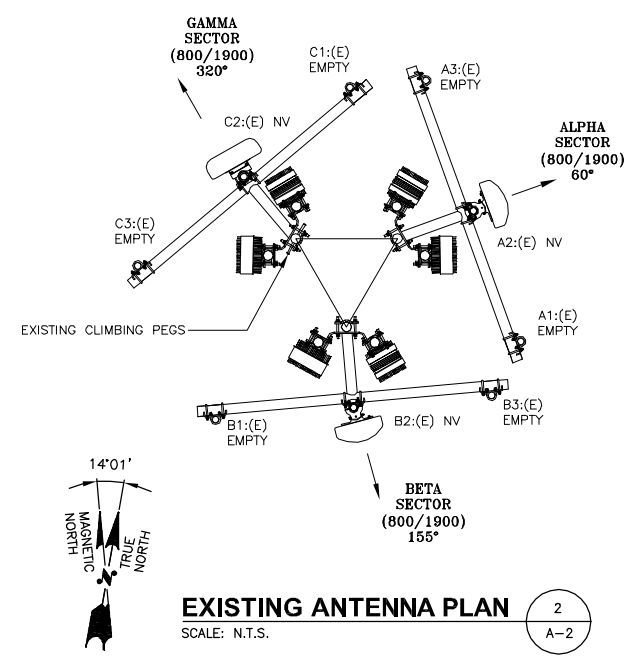 GAMMA
SECTOR
(800/1900)
320°
C1:(E)
EMPTY
A3:(E)
EMPTY
C2:(E) NV
ALPHA
SECTOR
(800/1900)
60°
C3:(E)
EMPTY
A2:(E) NV
EXISTING CLIMBING PEGS
A1:(E)
EMPTY
B1:(E)
EMPTY
B2:(E) NV
B3:(E)
EMPTY
14°01'
MAGNETIC
NORTH
TRUE
NORTH
N
BETA
SECTOR
(800/1900)
155°
EXISTING ANTENNA PLAN
SCALE: N.T.S.
2
A-2